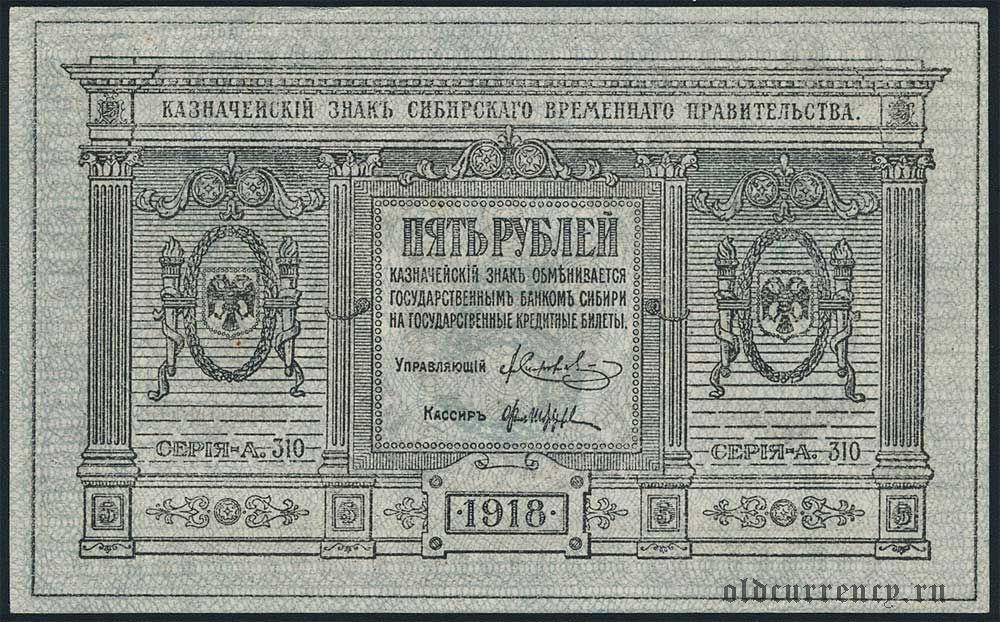 КАЗНАЧЕЙСКІЙ ЗНАКЪ СИБИРСКАГО ВРЕМЕННАГО ПРАВИТЕЛЬСТВА.
ПЯТЬ РУБЛЕЙ
КАЗНАЧЕЙСКІЙ ЗНАКЪ ОБМѢНИВАЕТСЯ
ГОСУДАРСТВЕННЫМЪ БАНКОМЪ СИБИРИ
НА ГОСУДАРСТВЕННЫЕ КРЕДИТНЫЕ БИЛЕТЫ.
УПРАВЛЯЮЩІЙ
КАССИРЪ
СЕРІЯ-А. 310 СЕРІЯ-А. 310
5 5 ·1918· 5 5
oldcurrency.ru